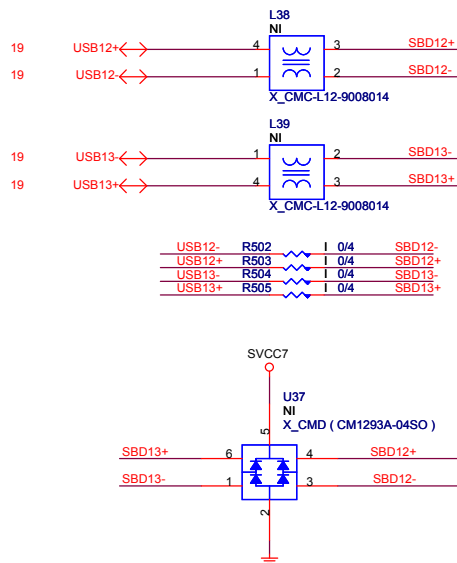 L38
NI
19 USB12+ 4 3 SBD12+
19 USB12- 1 2 SBD12-
X_CMC-L12-9008014
L39
NI
19 USB13- 1 2 SBD13-
19 USB13+ 4 3 SBD13+
X_CMC-L12-9008014
USB12- R502 I 0/4 SBD12-
USB12+ R503 I 0/4 SBD12+
USB13- R504 I 0/4 SBD13-
USB13+ R505 I 0/4 SBD13+
SVCC7
U37
NI
X_CMD ( CM1293A-04SO )
5
SBD13+ 6 4 SBD12+
SBD13- 1 3 SBD12-
2